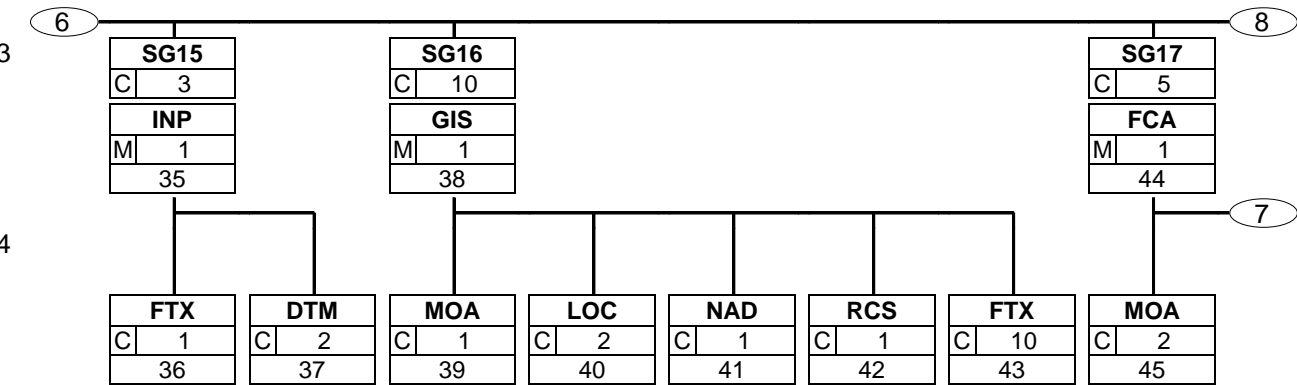 6 8
3 SG15 SG16 SG17
C 3 C 10 C 5
INP GIS FCA
M 1 M 1 M 1
35 38 44
7
4
FTX DTM MOA LOC NAD RCS FTX MOA
C 1 C 2 C 1 C 2 C 1 C 1 C 10 C 2
36 37 39 40 41 42 43 45